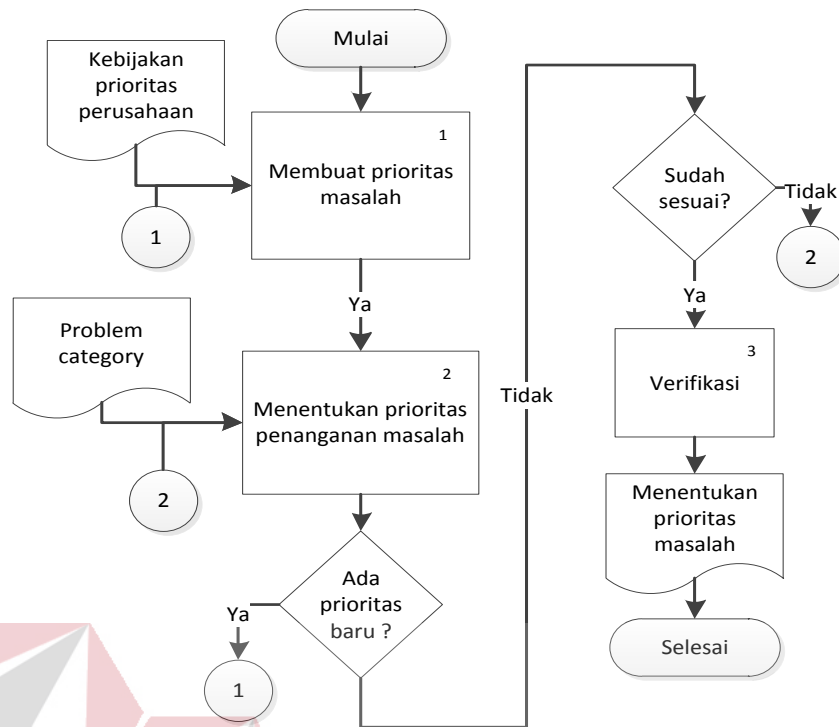 Mulai
Kebijakan
prioritas
perusahaan
1
Membuat prioritas
masalah
1
Ya
Problem
category
2
Menentukan prioritas
penanganan masalah
2
Ada
prioritas
baru ?
Ya
1
Tidak
Sudah
sesuai?
Tidak
2
Ya
3
Verifikasi
Menentukan
prioritas
masalah
Selesai